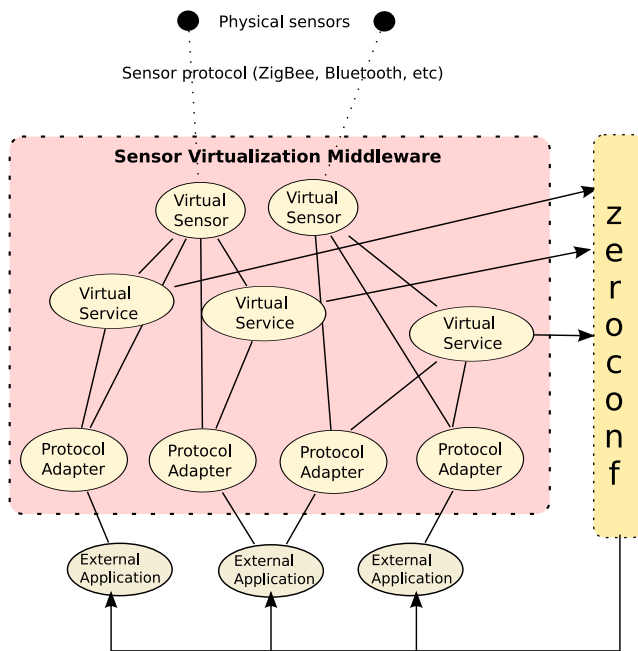 Physical sensors
Sensor protocol (ZigBee, Bluetooth, etc)
Sensor Virtualization Middleware
Virtual
Sensor
Virtual
Sensor
Virtual
Service
Virtual
Service
Virtual
Service
Protocol
Adapter
Protocol
Adapter
Protocol
Adapter
Protocol
Adapter
External
Application
External
Application
External
Application
zeroconf